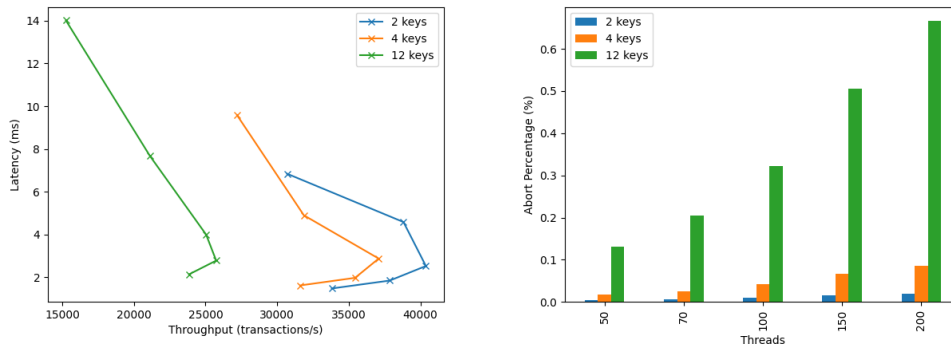 14
12
10
8
6
4
2
Latency (ms)
15000 20000 25000 30000 35000 40000
Throughput (transactions/s)
2 keys
4 keys
12 keys
0.6
0.5
0.4
0.3
0.2
0.1
0.0
Abort Percentage (%)
50 70 100 150 200
Threads
2 keys
4 keys
12 keys